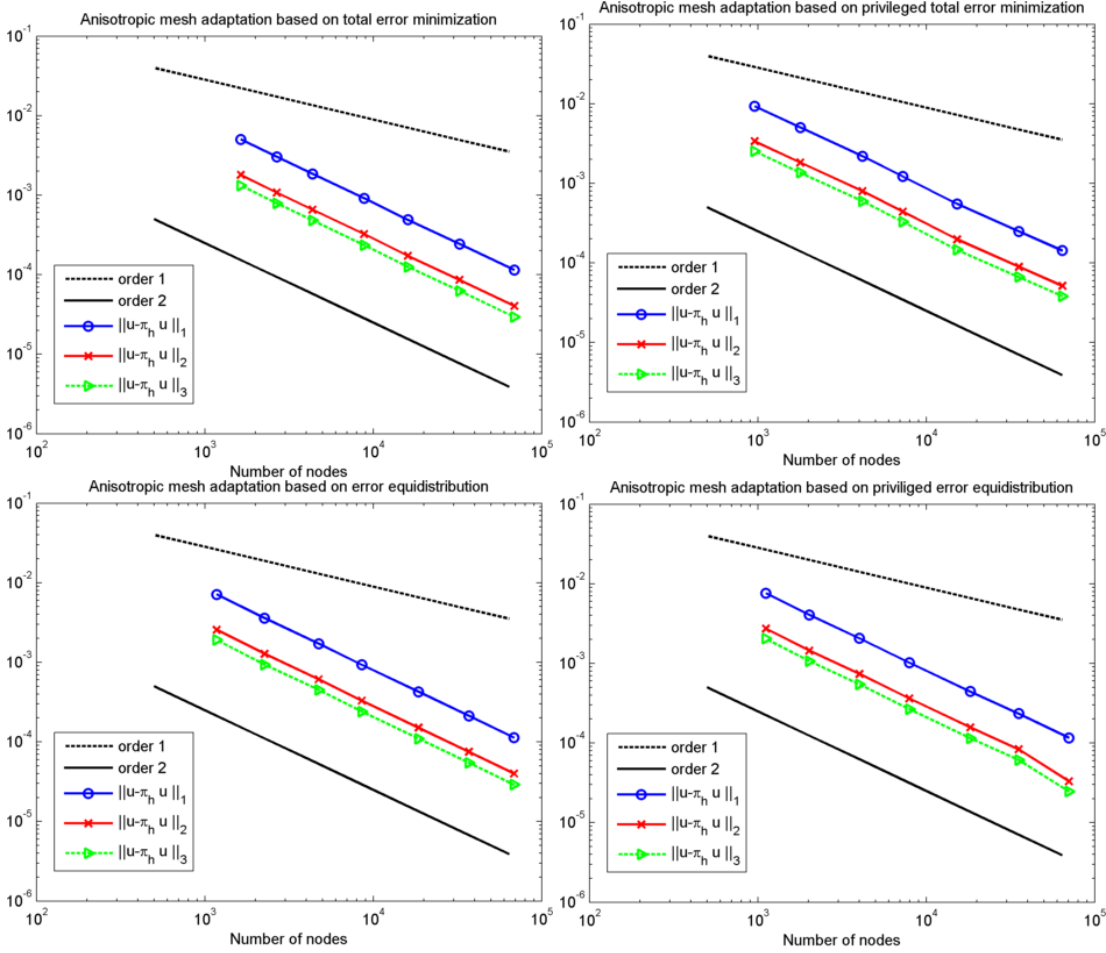 Anisotropic mesh adaptation based on total error minimization
10^-1
10^-2
10^-3
10^-4
10^-5
10^-6
order 1
order 2
||u-π_h u ||_1
||u-π_h u ||_2
||u-π_h u ||_3
10^2
10^3
10^4
10^5
Number of nodes
Anisotropic mesh adaptation based on privileged total error minimization
10^-1
10^-2
10^-3
10^-4
10^-5
10^-6
order 1
order 2
||u-π_h u ||_1
||u-π_h u ||_2
||u-π_h u ||_3
10^2
10^3
10^4
10^5
Number of nodes
Anisotropic mesh adaptation based on error equidistribution
10^-1
10^-2
10^-3
10^-4
10^-5
10^-6
order 1
order 2
||u-π_h u ||_1
||u-π_h u ||_2
||u-π_h u ||_3
10^2
10^3
10^4
10^5
Number of nodes
Anisotropic mesh adaptation based on priviliged error equidistribution
10^-1
10^-2
10^-3
10^-4
10^-5
10^-6
order 1
order 2
||u-π_h u ||_1
||u-π_h u ||_2
||u-π_h u ||_3
10^2
10^3
10^4
10^5
Number of nodes